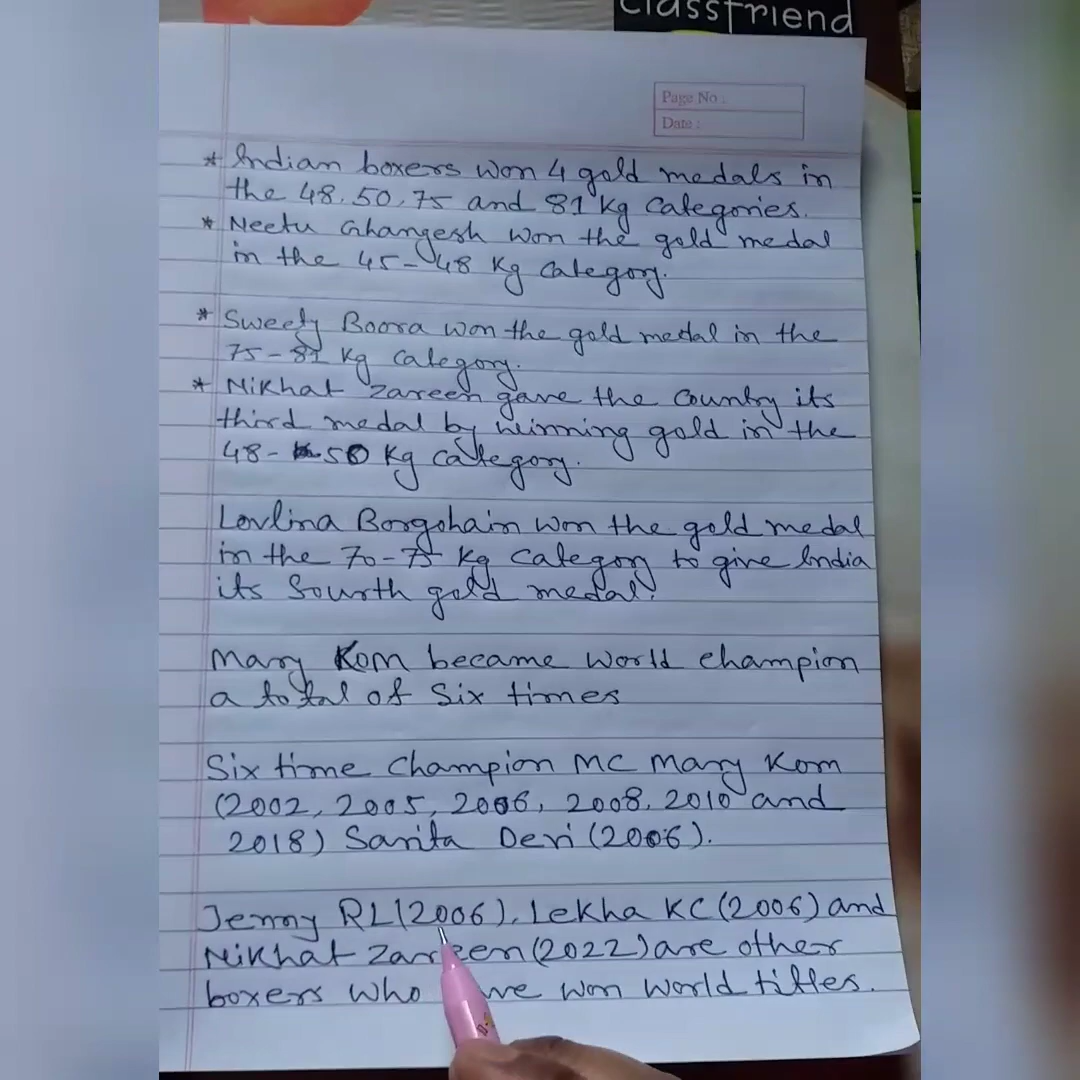 classfriend
Page No :
Date :
* Indian boxers won 4 gold medals in
the 48, 50, 75 and 81 kg categories.
* Neetu Ghangesh won the gold medal
in the 45-48 kg category.
* Sweety Boora won the gold medal in the
75-81 kg category.
* Nikhat Zareen gave the country its
third medal by winning gold in the
48-50 kg category.
Lovlina Borgohain won the gold medal
in the 70-75 kg category to give India
its fourth gold medal.
Mary Kom became world champion
a total of six times
Six time champion MC Mary Kom
(2002, 2005, 2006, 2008, 2010 and
2018) Sarita Devi (2006).
Jenny RL (2006), Lekha KC (2006) and
Nikhat Zareen (2022) are other
boxers who have won world titles.